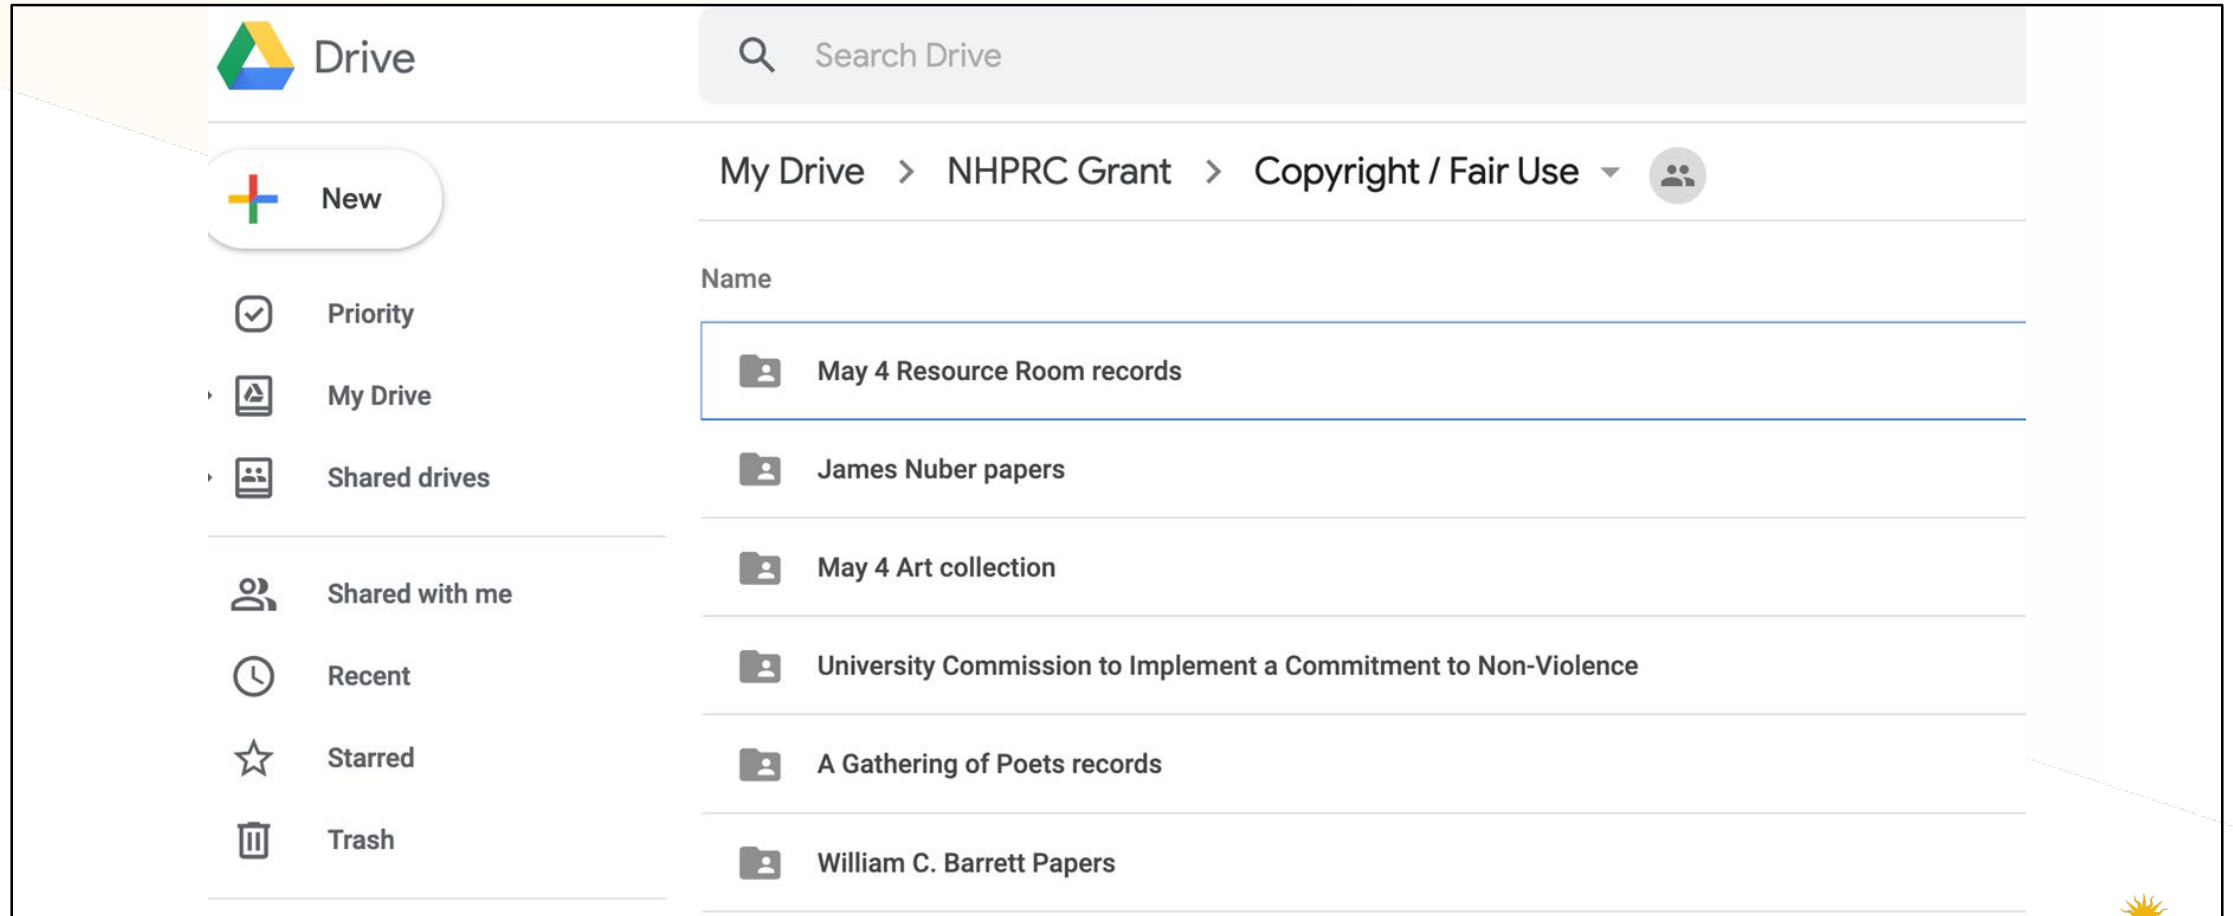 Drive
Search Drive
New
My Drive > NHPRC Grant > Copyright / Fair Use
Priority
My Drive
Shared drives
Shared with me
Recent
Starred
Trash
Name
May 4 Resource Room records
James Nuber papers
May 4 Art collection
University Commission to Implement a Commitment to Non-Violence
A Gathering of Poets records
William C. Barrett Papers